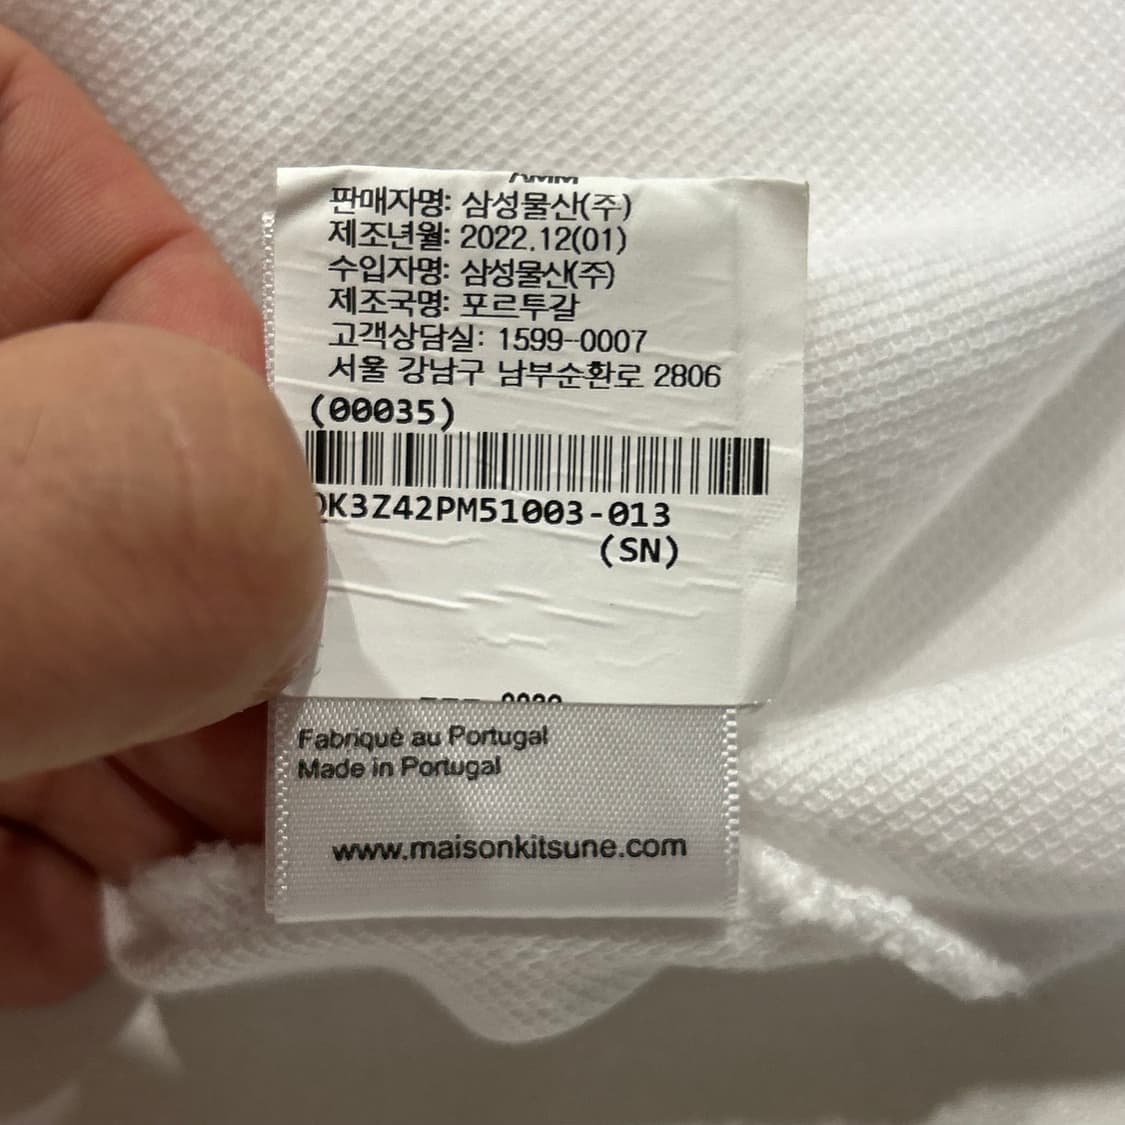 판매자명: 삼성물산(주)
제조년월: 2022.12(01)
수입자명: 삼성물산(주)
제조국명: 포르투갈
고객상담실: 1599-0007
서울 강남구 남부순환로 2806
(00035)
K3Z42PM51003-013
(SN)
Fabriqué au Portugal
Made in Portugal
www.maisonkitsune.com